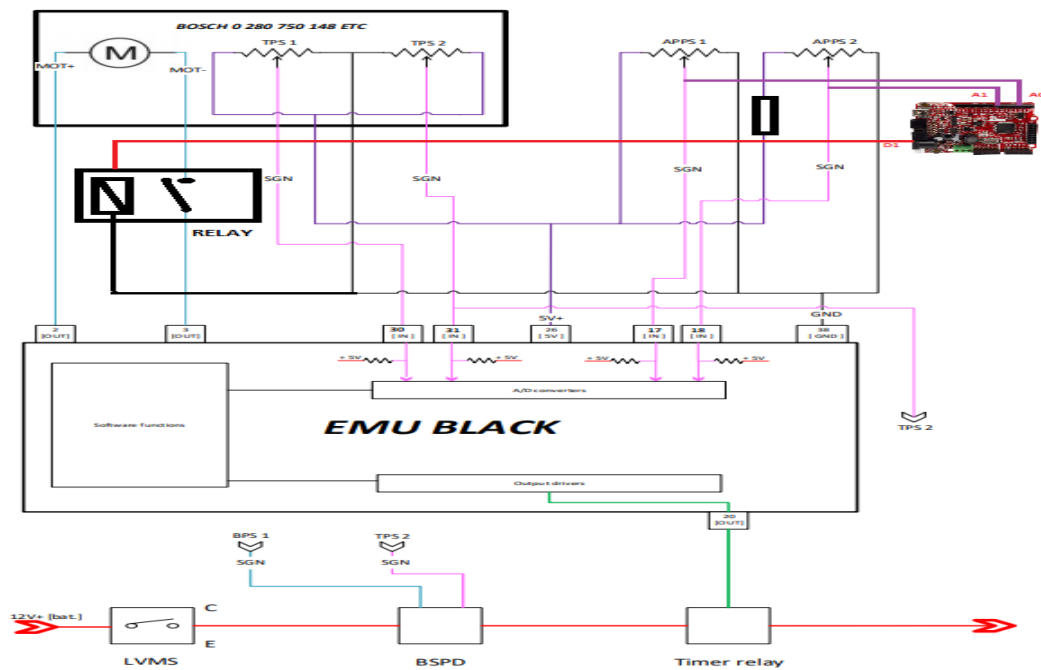 BOSCH 0 280 750 148 ETC
TPS 1
TPS 2
APPS 1
APPS 2
M
MOT+
MOT-
A1
A0
D1
SGN
SGN
SGN
SGN
RELAY
5V+
GND
2
[OUT]
3
[OUT]
30
[ IN ]
31
[ IN ]
26
[ 5V ]
17
[ IN ]
18
[ IN ]
38
[ GND ]
+ 5V
+ 5V
+ 5V
+ 5V
A/D converters
Software Functions
EMU BLACK
TPS 2
Output drivers
20
[OUT]
BPS 1
TPS 2
SGN
SGN
12V+ [bat.]
C
E
LVMS
BSPD
Timer relay